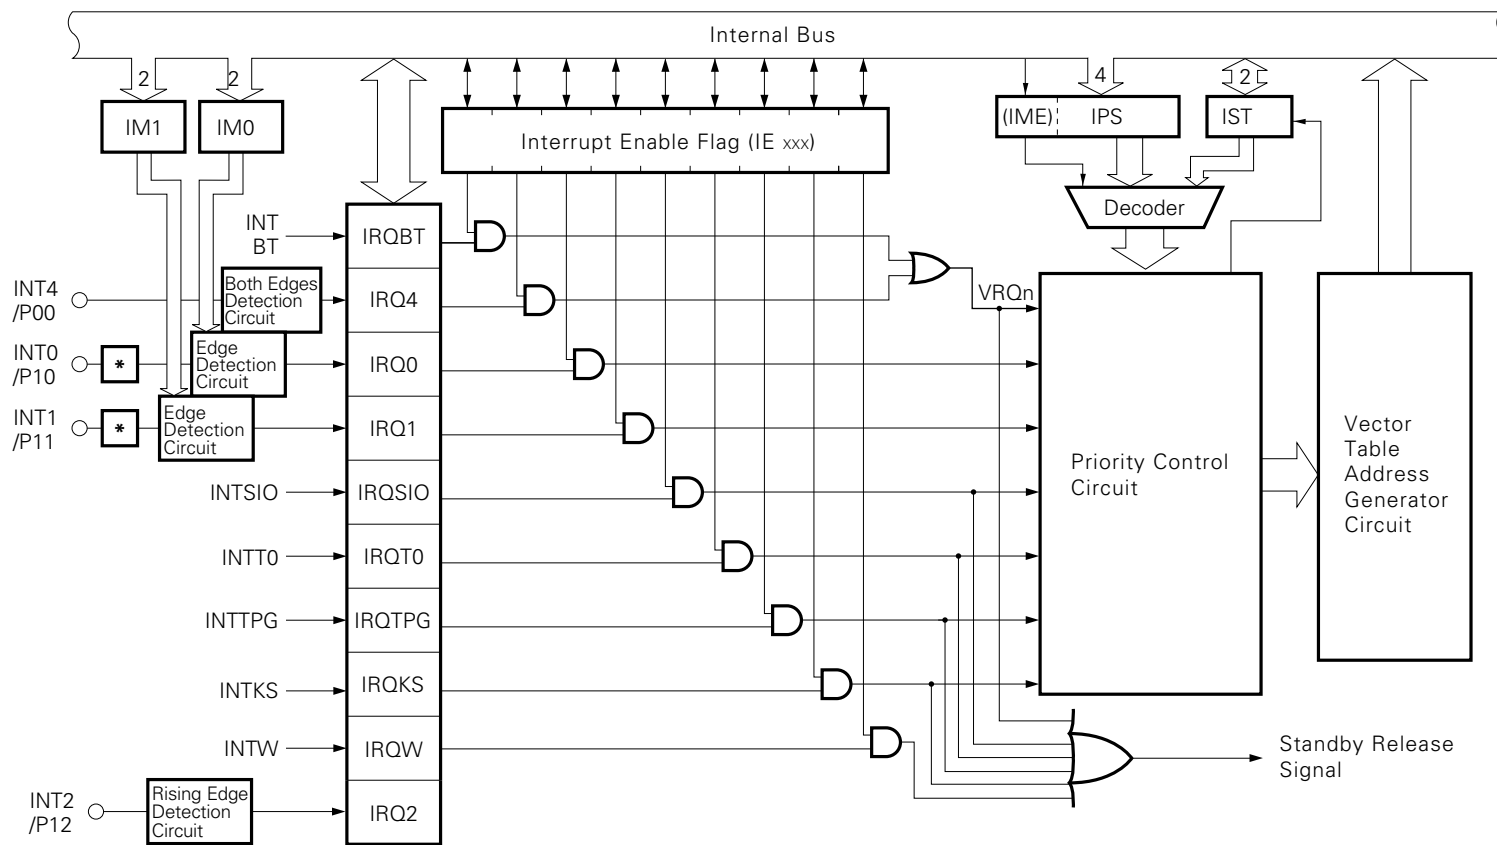 Internal Bus
2
2
4
2
IM1
IM0
Interrupt Enable Flag (IE xxx)
(IME)
IPS
IST
Decoder
INT
BT
IRQBT
INT4
/P00
Both Edges
Detection
Circuit
IRQ4
VRQn
INT0
/P10
*
Edge
Detection
Circuit
IRQ0
INT1
/P11
*
Edge
Detection
Circuit
IRQ1
Priority Control
Circuit
Vector
Table
Address
Generator
Circuit
INTSIO
IRQSIO
INTT0
IRQT0
INTTPG
IRQTPG
INTKS
IRQKS
INTW
IRQW
Standby Release
Signal
INT2
/P12
Rising Edge
Detection
Circuit
IRQ2